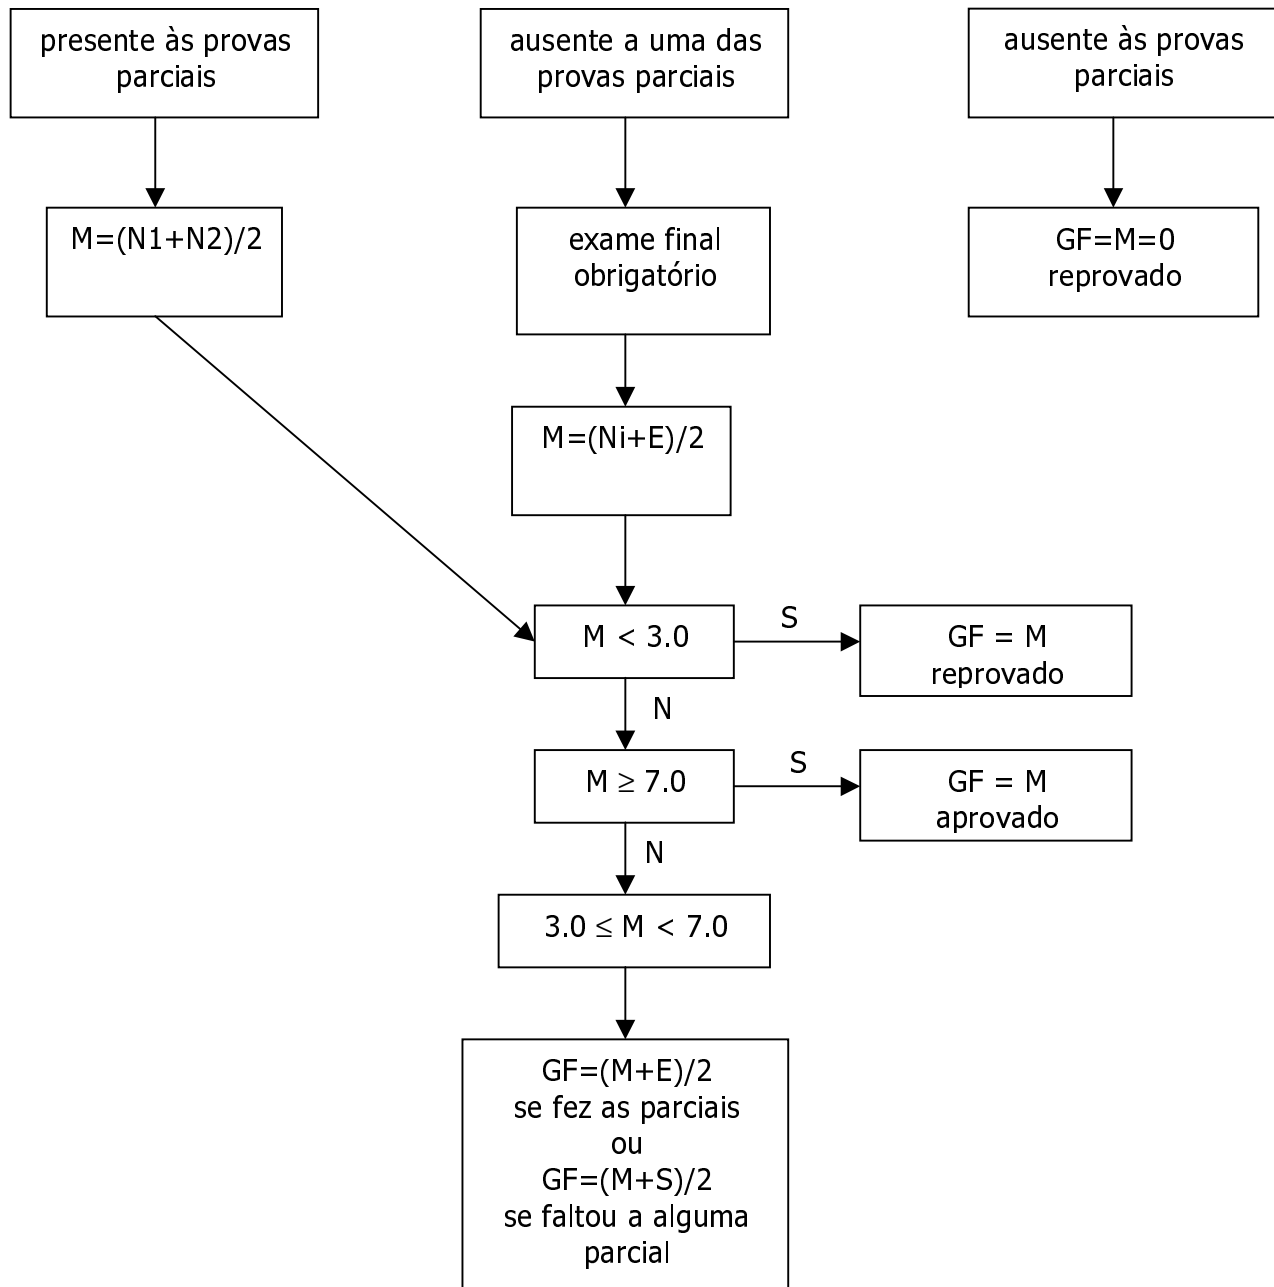 presente às provas
parciais
ausente a uma das
provas parciais
ausente às provas
parciais
M=(N1+N2)/2
exame final
obrigatório
GF=M=0
reprovado
M=(Ni+E)/2
M < 3.0
S
GF = M
reprovado
N
M ≥ 7.0
S
GF = M
aprovado
N
3.0 ≤ M < 7.0
GF=(M+E)/2
se fez as parciais
ou
GF=(M+S)/2
se faltou a alguma
parcial